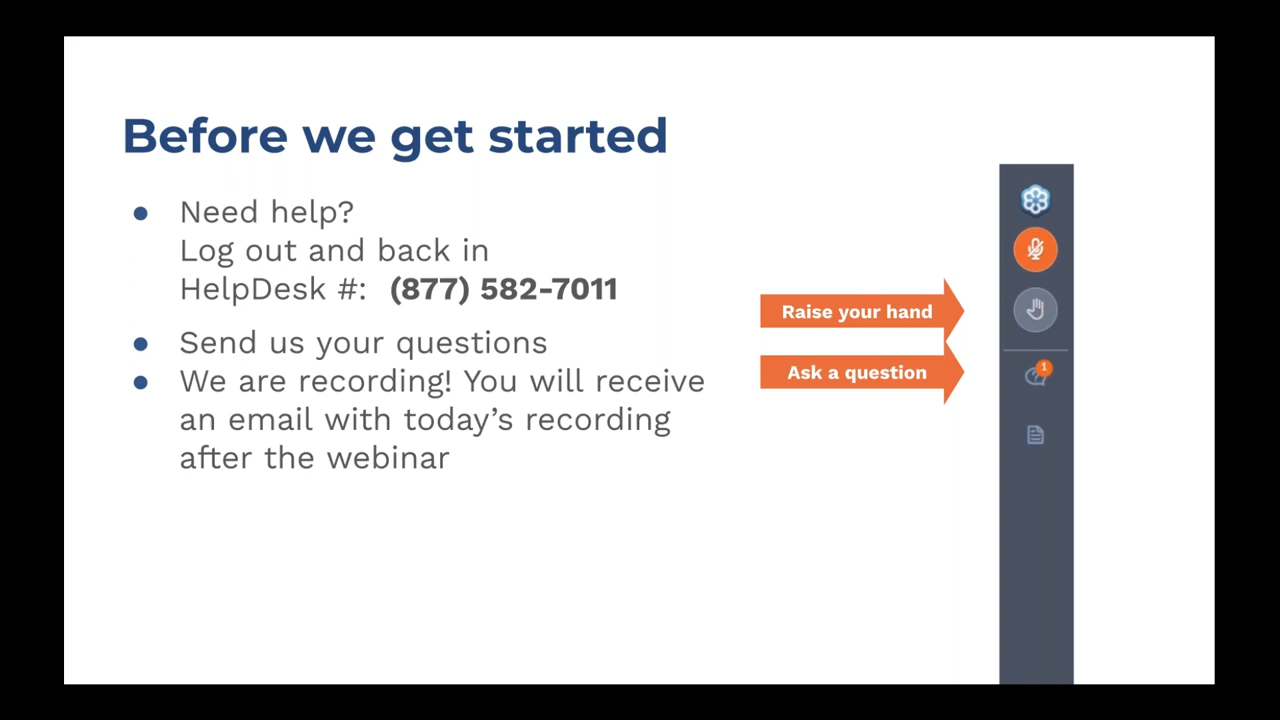 Before we get started
● Need help?
Log out and back in
HelpDesk #: (877) 582-7011
● Send us your questions
● We are recording! You will receive
an email with today’s recording
after the webinar
Raise your hand
Ask a question
1